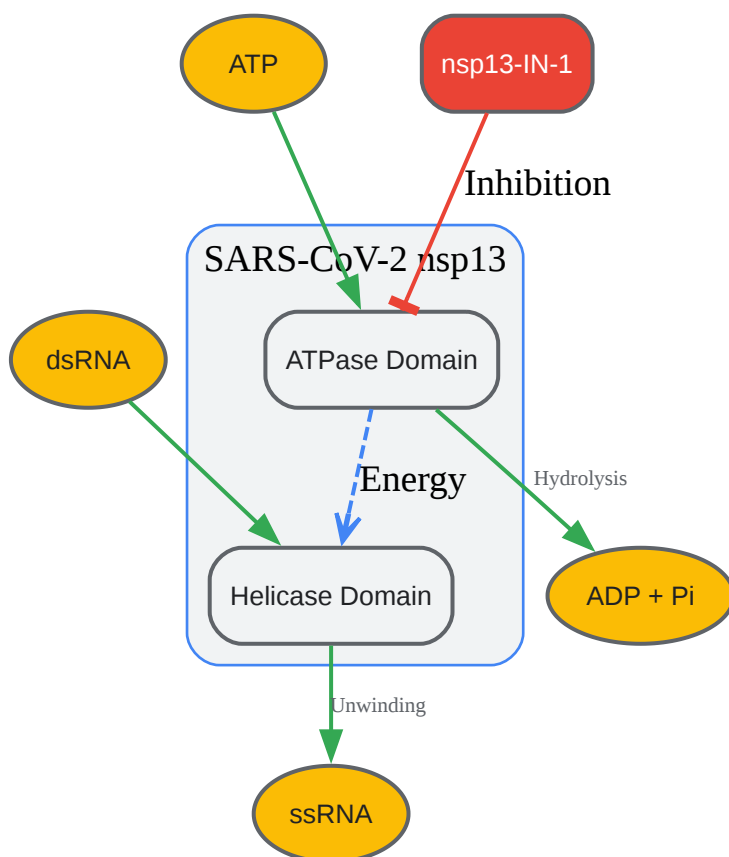 ATP
nsp13-IN-1
Inhibition
SARS-CoV-2 nsp13
dsRNA
ATPase Domain
Energy
Hydrolysis
Helicase Domain
ADP + Pi
Unwinding
ssRNA